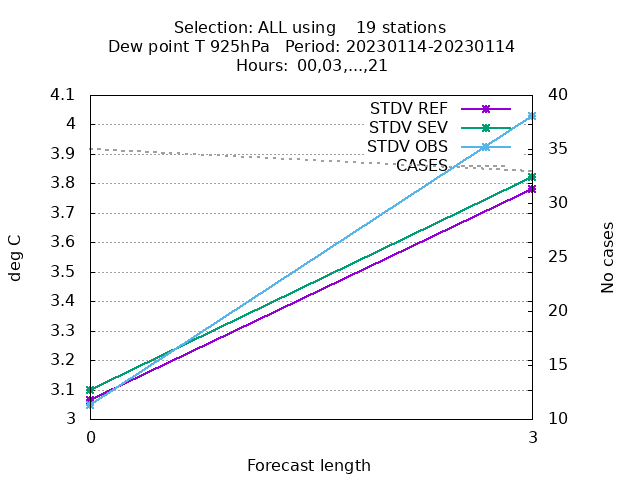 Selection: ALL using    19 stations
Dew point T 925hPa   Period: 20230114-20230114
Hours:  00,03,...,21
4.1
4
3.9
3.8
3.7
3.6
3.5
3.4
3.3
3.2
3.1
3
deg C
STDV REF
STDV SEV
STDV OBS
CASES
40
35
30
25
20
15
10
No cases
0
3
Forecast length